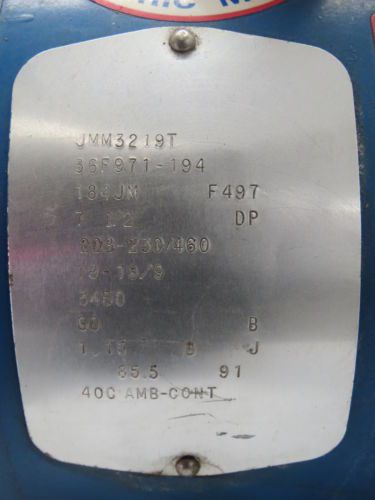 JMM3219T
36F971-194
184JM F497
7 1/2 DP
208-230/460
19-18/9
3450
60 B
1.15 B J
85.5 91
40C AMB-CONT